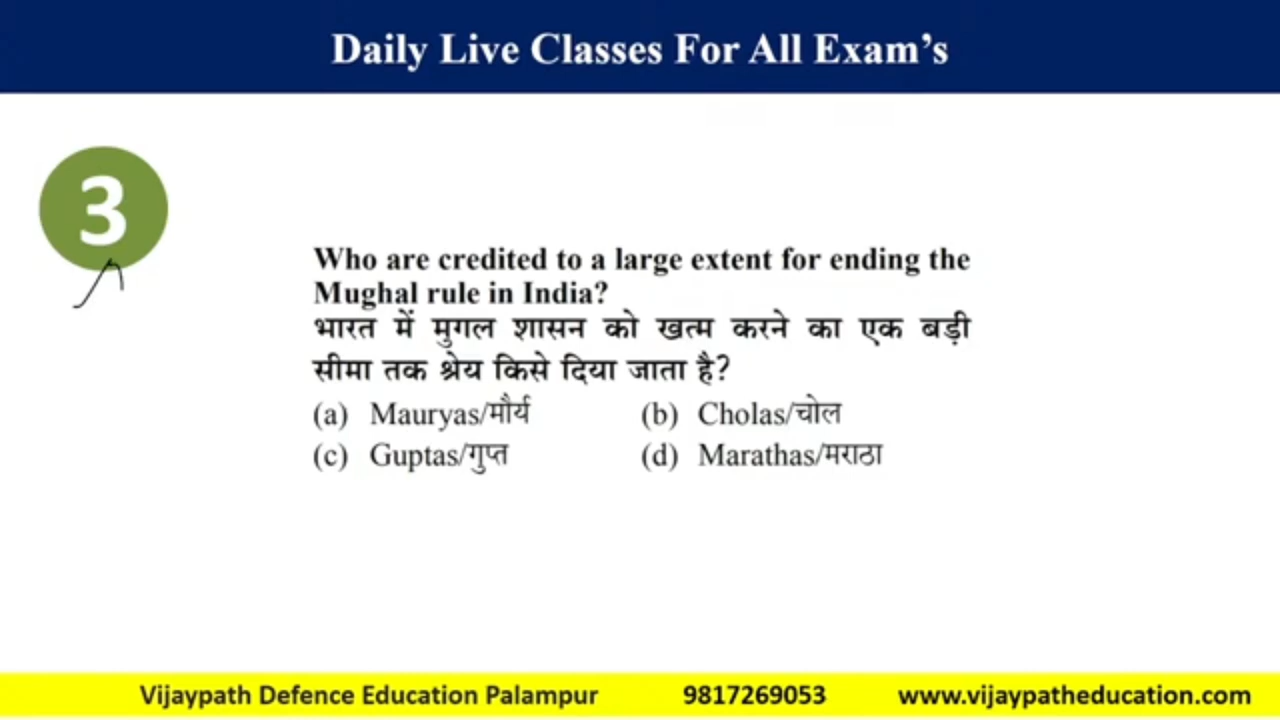 Daily Live Classes For All Exam’s
3
Who are credited to a large extent for ending the
Mughal rule in India?
भारत में मुगल शासन को खत्म करने का एक बड़ी
सीमा तक श्रेय किसे दिया जाता है?
(a) Mauryas/मौर्य (b) Cholas/चोल
(c) Guptas/गुप्त (d) Marathas/मराठा
Vijaypath Defence Education Palampur 9817269053 www.vijaypatheducation.com